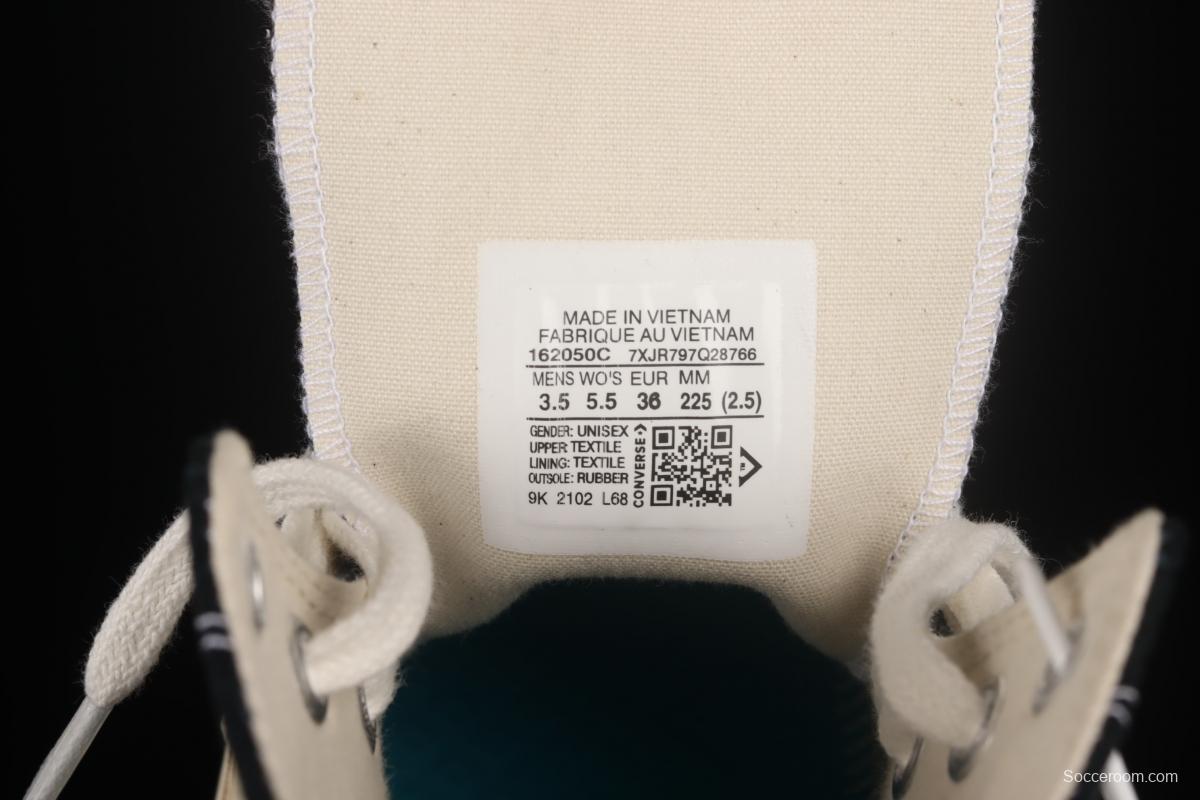 MADE IN VIETNAM
FABRIQUE AU VIETNAM
162050C 7XJR797Q28766
MENS WO'S EUR MM
3.5 5.5 36 225 (2.5)
GENDER: UNISEX
UPPER: TEXTILE
LINING: TEXTILE
OUTSOLE: RUBBER
9K 2102 L68
CONVERSE
Socceroom.com